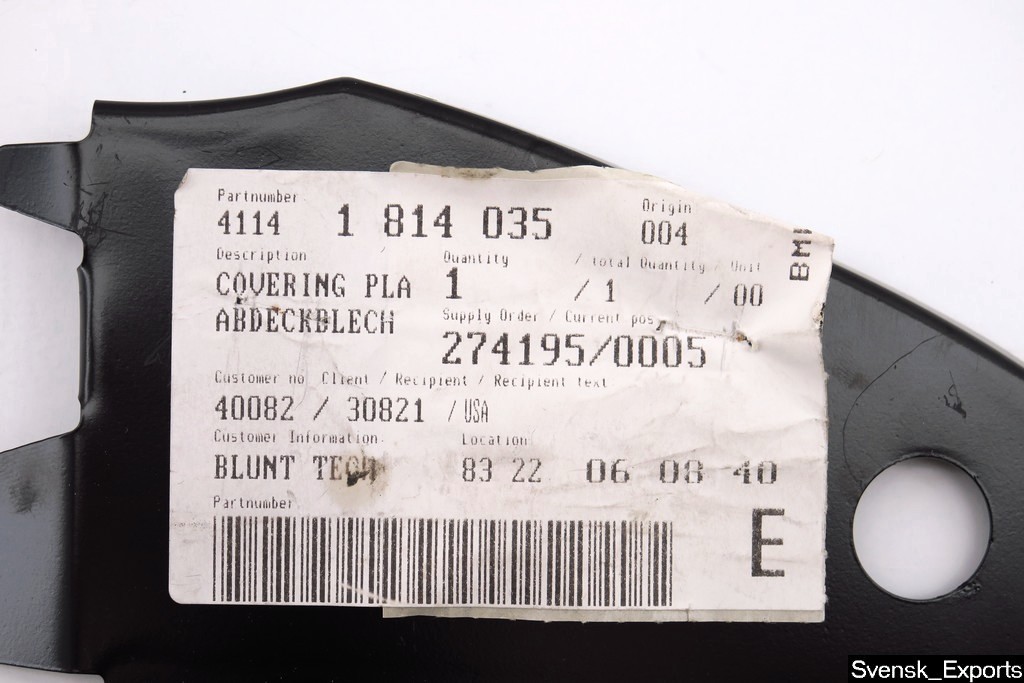 Partnumber
4114 1 814 035
Origin
004
Description
COVERING PLA
ABDECKBLECH
Quantity / total Quantity / Unit
1 / 1 / 00
Supply Order / Current pos
274195/0005
Customer no Client / Recipient / Recipient text
40082 / 30821 / USA
Customer Information
BLUNT TECH
Location
83 22 06 08 40
Partnumber
E
Svensk_Exports